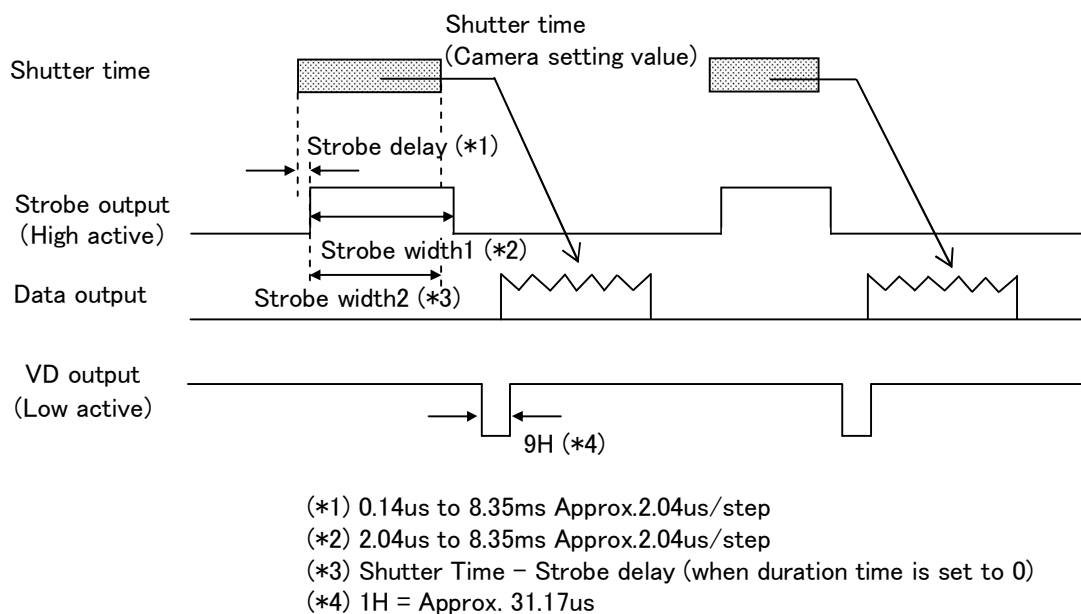 Shutter time
(Camera setting value)
Shutter time
Strobe delay (*1)
Strobe output
(High active)
Strobe width1 (*2)
Strobe width2 (*3)
Data output
VD output
(Low active)
9H (*4)
(*1) 0.14us to 8.35ms Approx.2.04us/step
(*2) 2.04us to 8.35ms Approx.2.04us/step
(*3) Shutter Time - Strobe delay (when duration time is set to 0)
(*4) 1H = Approx. 31.17us